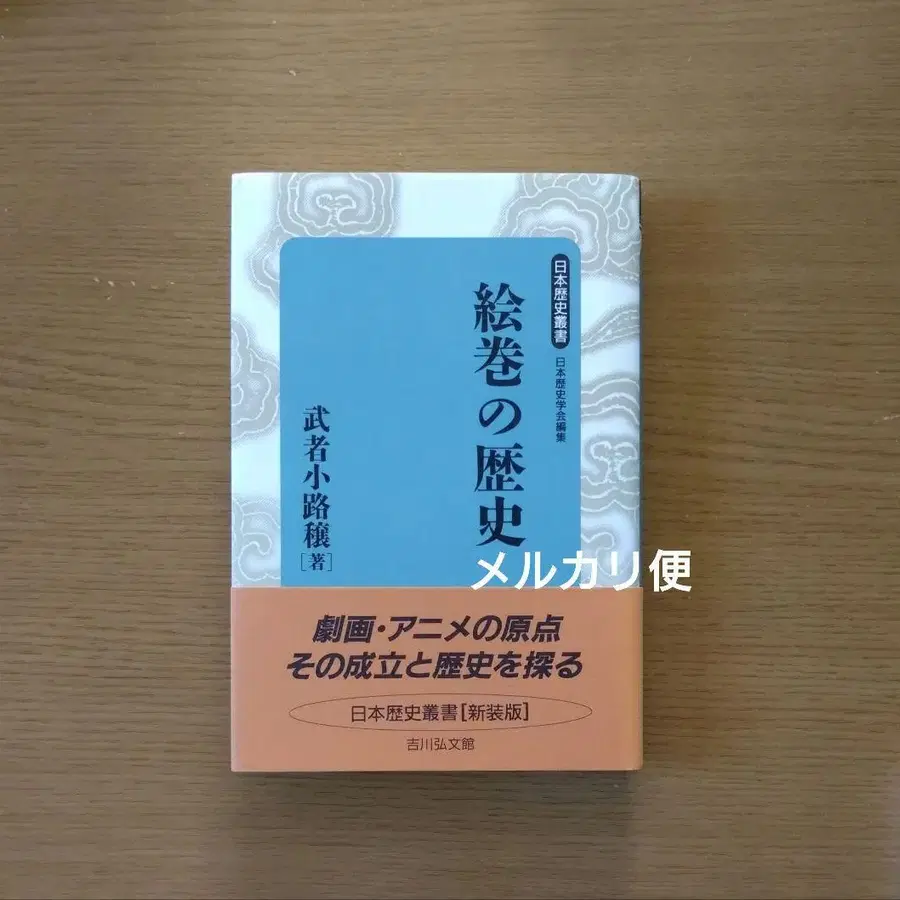 日本歴史叢書
日本歴史学会編集
絵巻の歴史
武者小路穰[著]
メルカリ便
劇画・アニメの原点
その成立と歴史を探る
日本歴史叢書[新装版]
吉川弘文館